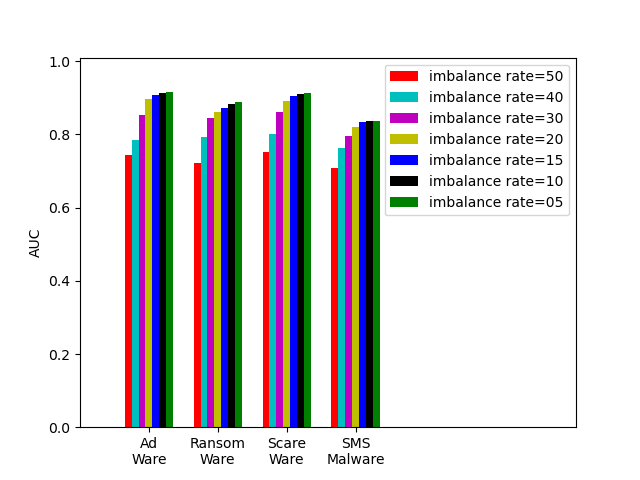 1.0
0.8
0.6
0.4
0.2
0.0
AUC
imbalance rate=50
imbalance rate=40
imbalance rate=30
imbalance rate=20
imbalance rate=15
imbalance rate=10
imbalance rate=05
Ad
Ware
Ransom
Ware
Scare
Ware
SMS
Malware